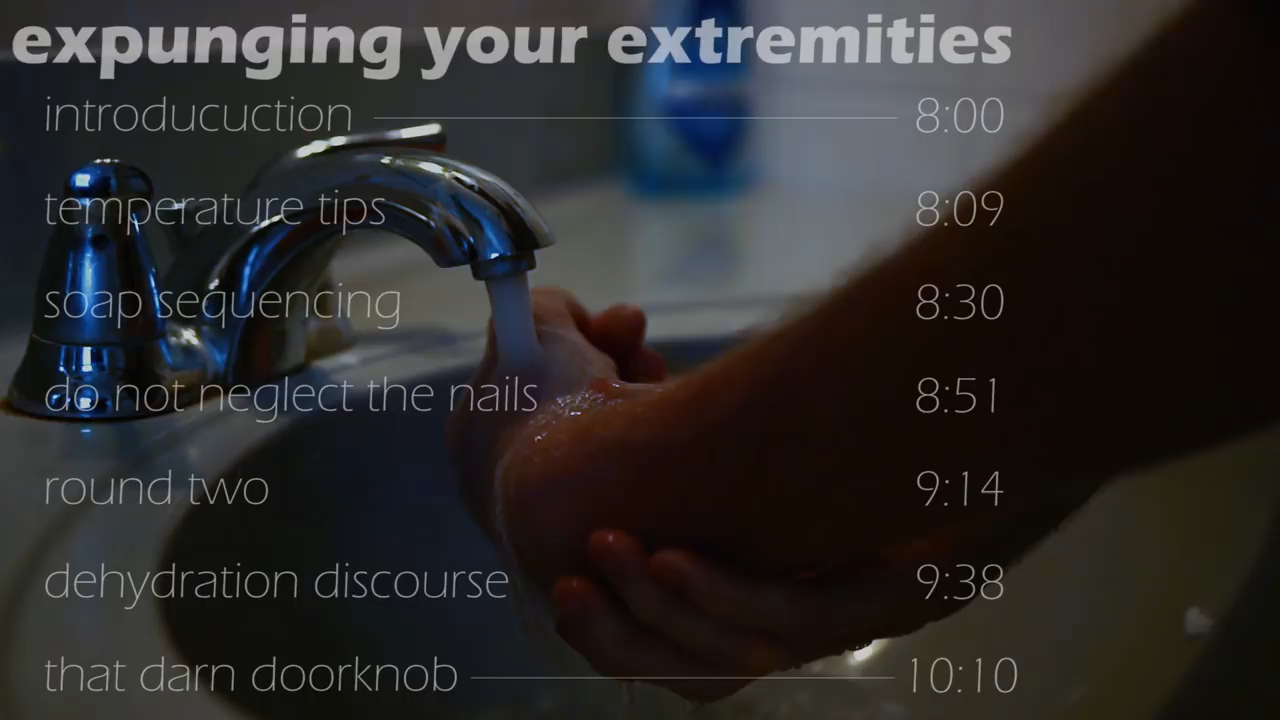 expunging your extremities
introducuction 8:00
temperature tips 8:09
soap sequencing 8:30
do not neglect the nails 8:51
round two 9:14
dehydration discourse 9:38
that darn doorknob 10:10